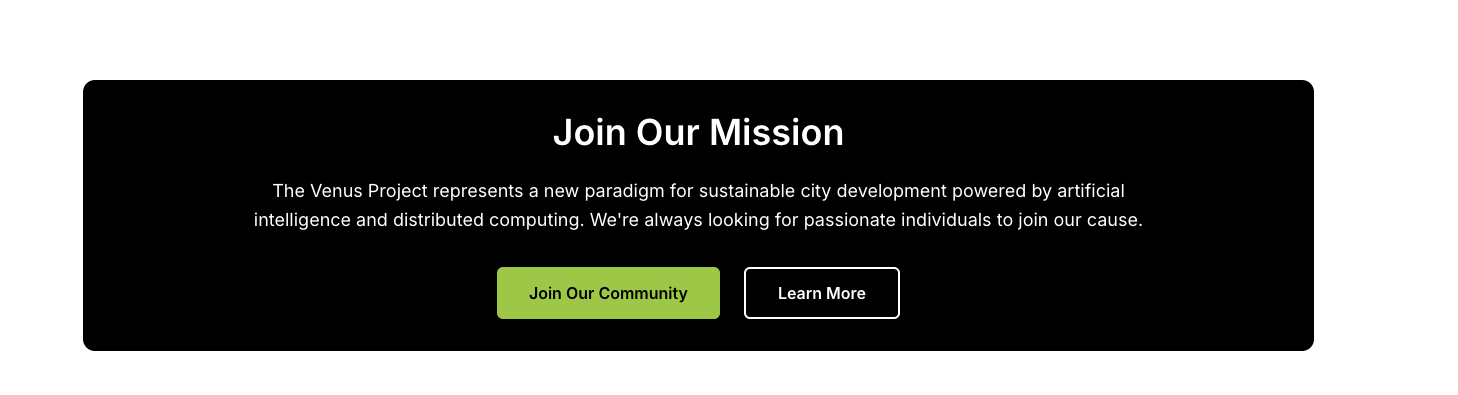 Join Our Mission
The Venus Project represents a new paradigm for sustainable city development powered by artificial
intelligence and distributed computing. We're always looking for passionate individuals to join our cause.
Join Our Community
Learn More